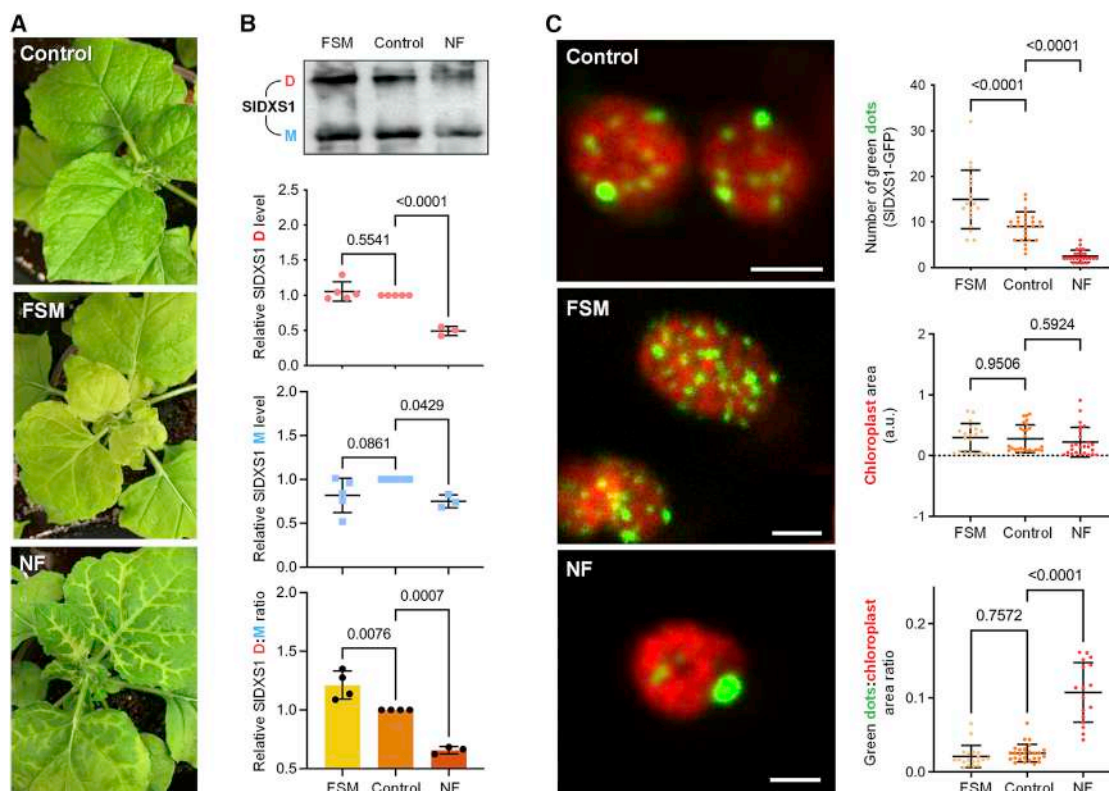 A
Control
FSM
NF
B
FSM Control NF
SlDXS1
D
M
Relative SlDXS1 D level
2.5
2.0
1.5
1.0
0.5
0.0
<0.0001
0.5541
Relative SlDXS1 M level
2.0
1.5
1.0
0.5
0.0
0.0429
0.0861
Relative SlDXS1 D:M ratio
2.0
1.5
1.0
0.5
0.0007
0.0076
FSM Control NF
C
Control
FSM
NF
Number of green dots
(SlDXS1-GFP)
40
30
20
10
0
<0.0001
<0.0001
FSM Control NF
Chloroplast area
(a.u.)
2
1
0
-1
0.5924
0.9506
FSM Control NF
Green dots:chloroplast
area ratio
0.2
0.1
0.0
<0.0001
0.7572
FSM Control NF